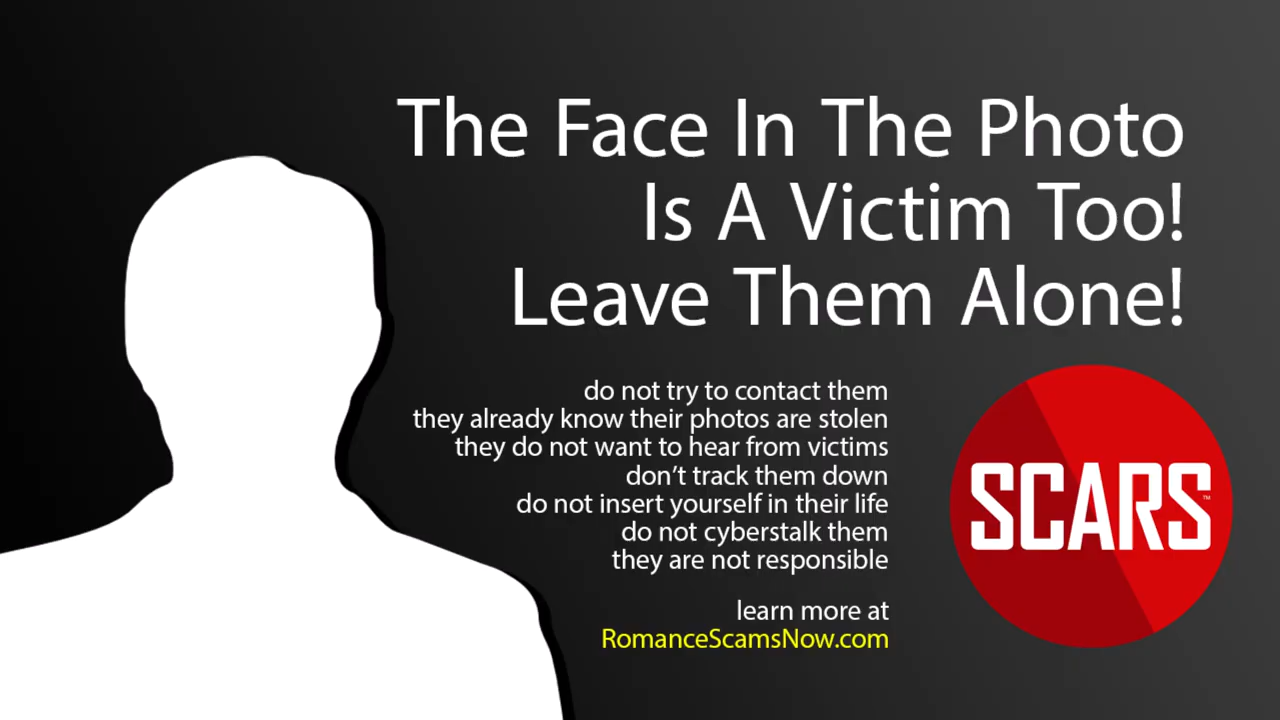 The Face In The Photo
Is A Victim Too!
Leave Them Alone!
do not try to contact them
they already know their photos are stolen
they do not want to hear from victims
don’t track them down
do not insert yourself in their life
do not cyberstalk them
they are not responsible
learn more at
RomanceScamsNow.com
SCARS™